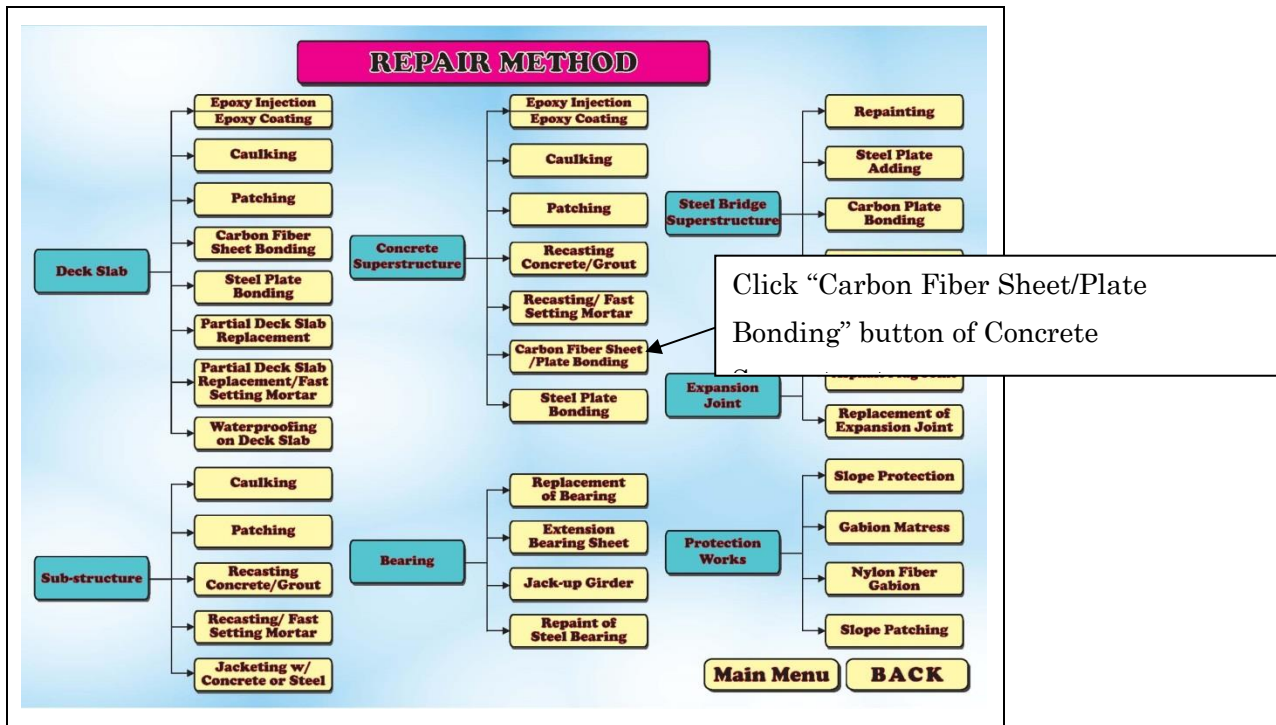 REPAIR METHOD
Epoxy Injection
Epoxy Coating
Caulking
Patching
Carbon Fiber
Sheet Bonding
Deck Slab
Steel Plate
Bonding
Partial Deck Slab
Replacement
Partial Deck Slab
Replacement/Fast
Setting Mortar
Waterproofing
on Deck Slab
Epoxy Injection
Epoxy Coating
Caulking
Patching
Concrete
Superstructure
Recasting
Concrete/Grout
Recasting/ Fast
Setting Mortar
Carbon Fiber Sheet
/Plate Bonding
Steel Plate
Bonding
Repainting
Steel Plate
Adding
Steel Bridge
Superstructure
Carbon Plate
Bonding
Click “Carbon Fiber Sheet/Plate
Bonding” button of Concrete
Expansion
Joint
Replacement of
Expansion Joint
Caulking
Patching
Sub-structure
Recasting
Concrete/Grout
Recasting/ Fast
Setting Mortar
Jacketing w/
Concrete or Steel
Replacement
of Bearing
Extension
Bearing Sheet
Bearing
Jack-up Girder
Repaint of
Steel Bearing
Slope Protection
Gabion Matress
Protection
Works
Nylon Fiber
Gabion
Slope Patching
Main Menu
BACK